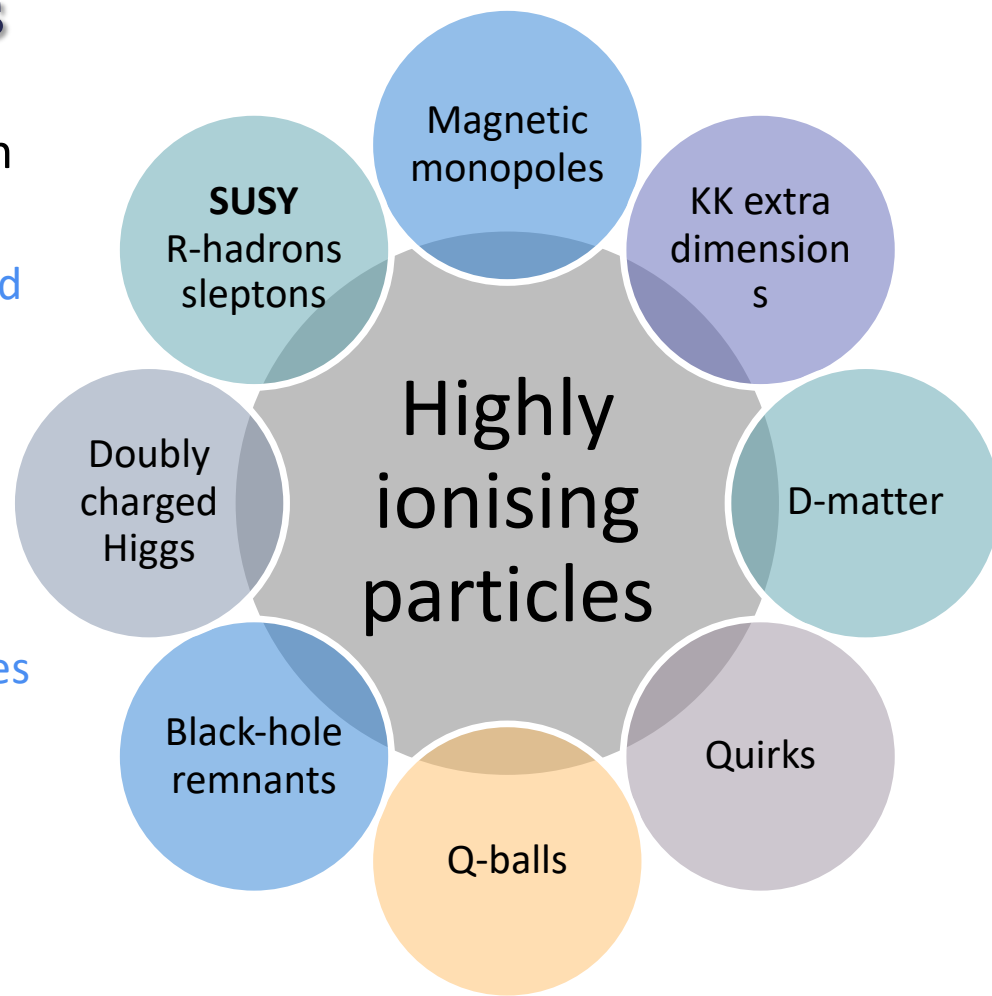 Magnetic
monopoles
KK extra
dimension
s
SUSY
R-hadrons
sleptons
Highly
ionising
particles
Doubly
charged
Higgs
D-matter
Black-hole
remnants
Quirks
Q-balls